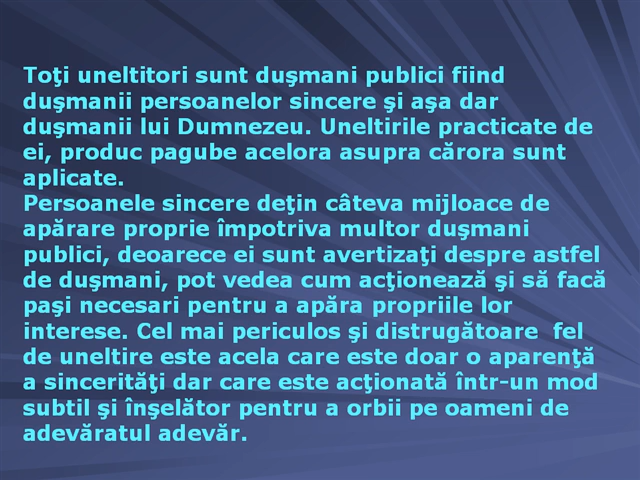 Toţi uneltitori sunt duşmani publici fiind
duşmanii persoanelor sincere şi aşa dar
duşmanii lui Dumnezeu. Uneltirile practicate de
ei, produc pagube acelora asupra cărora sunt
aplicate.
Persoanele sincere deţin câteva mijloace de
apărare proprie împotriva multor duşmani
publici, deoarece ei sunt avertizaţi despre astfel
de duşmani, pot vedea cum acţionează şi să facă
paşi necesari pentru a apăra propriile lor
interese. Cel mai periculos şi distrugătoare  fel
de uneltire este acela care este doar o aparenţă
a sincerităţi dar care este acţionată într-un mod
subtil şi înşelător pentru a orbii pe oameni de
adevăratul adevăr.